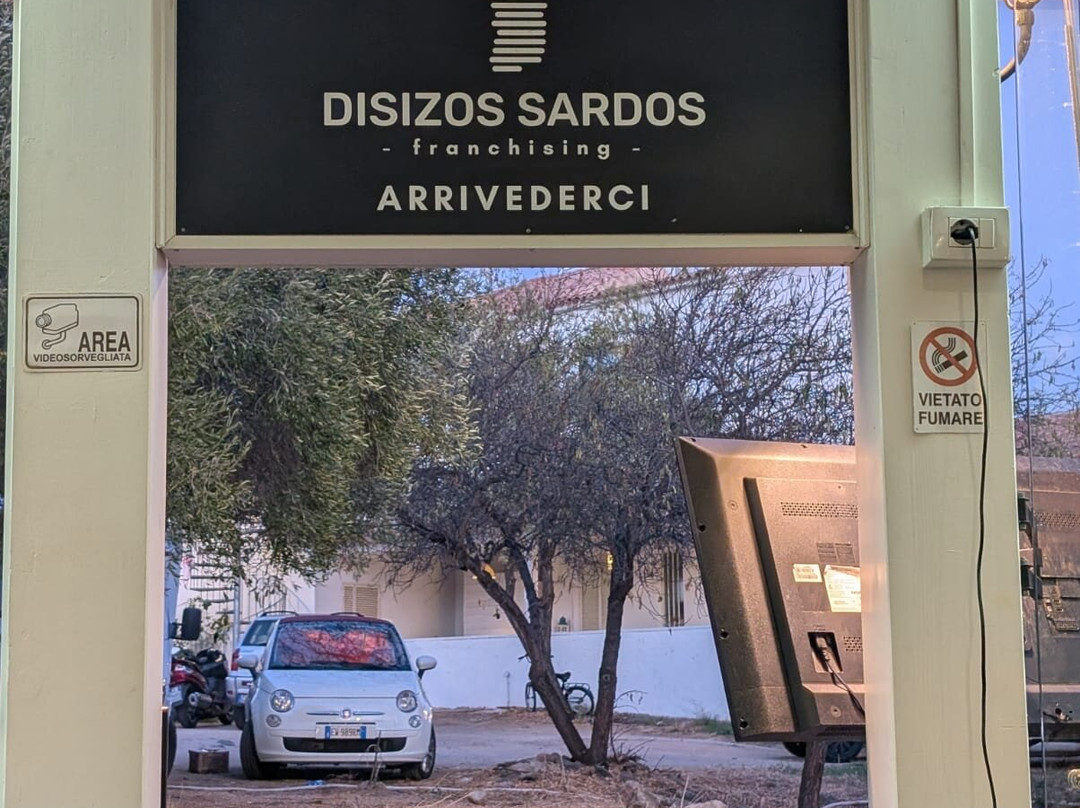 DISIZOS SARDOS
- franchising -
ARRIVEDERCI
AREA
VIDEOSORVEGLIATA
VIETATO
FUMARE